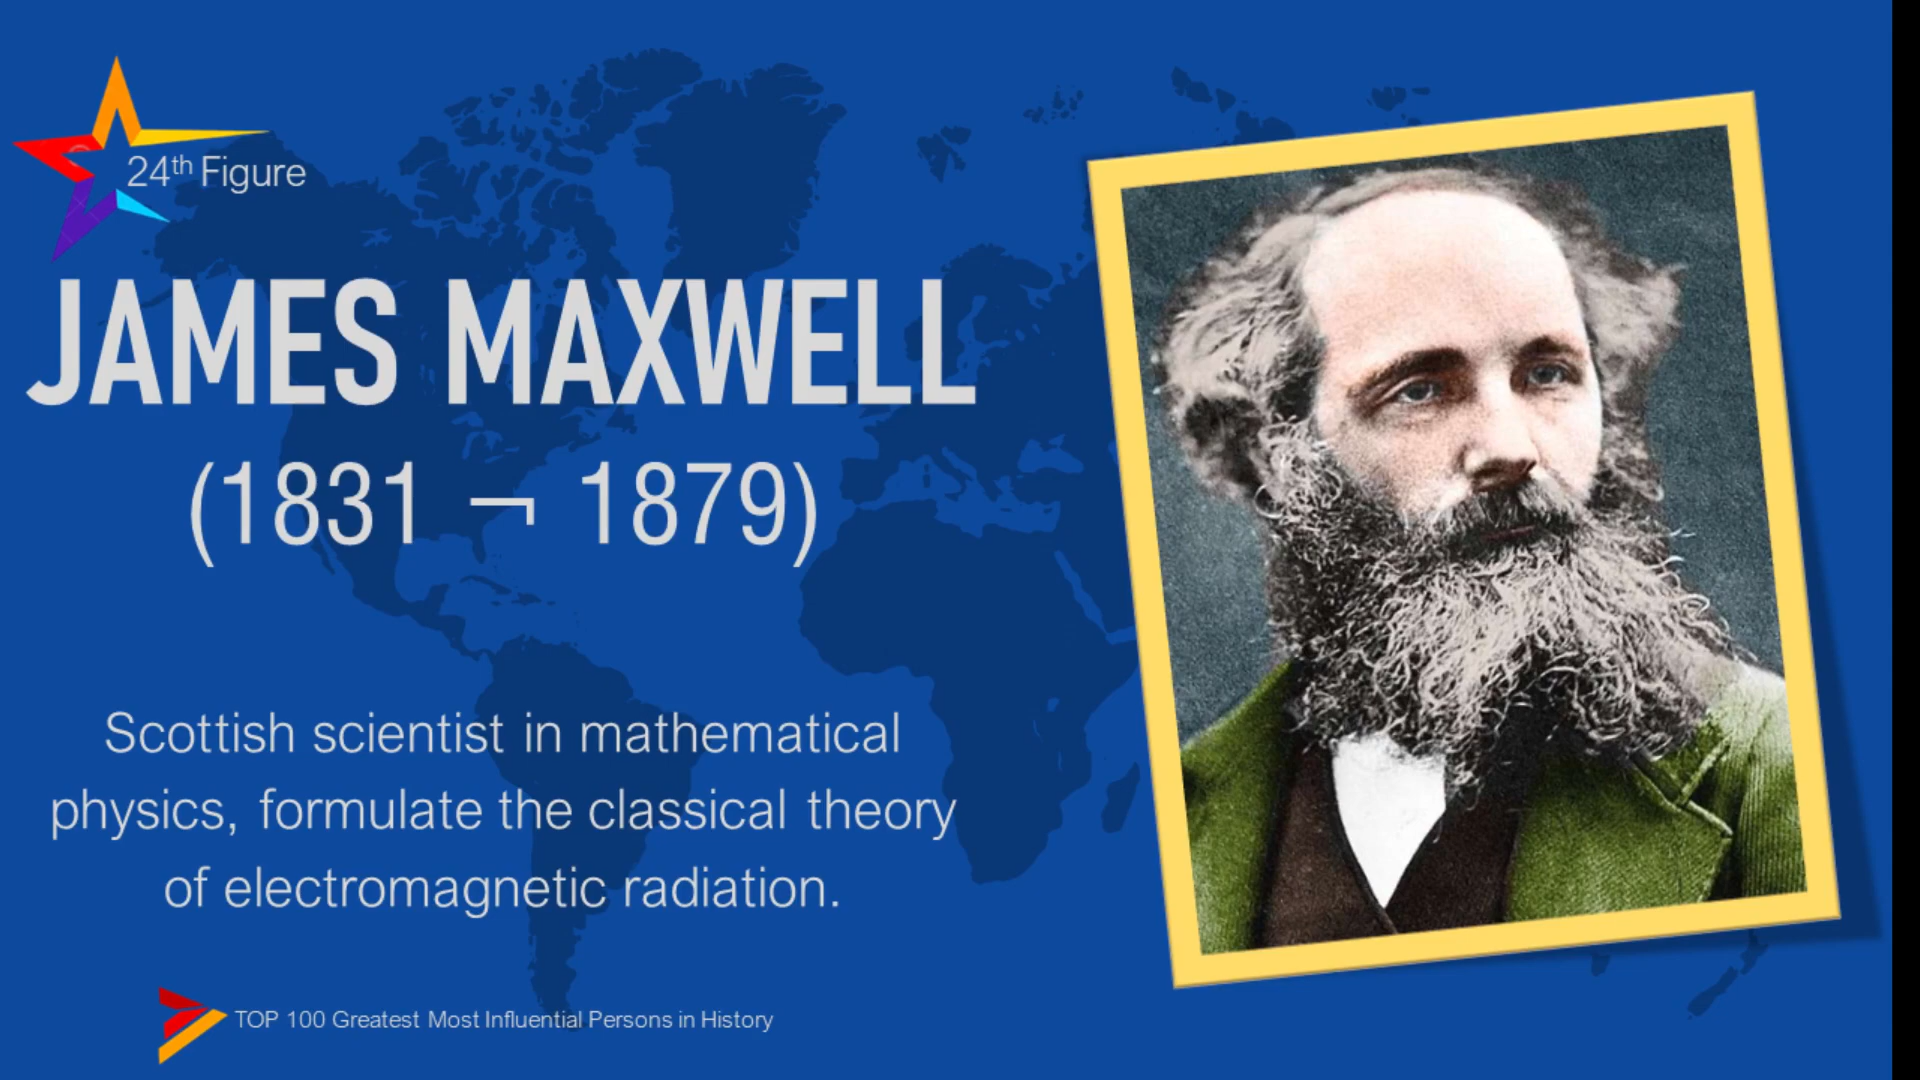 24th Figure
JAMES MAXWELL
(1831 ¬ 1879)
Scottish scientist in mathematical
physics, formulate the classical theory
of electromagnetic radiation.
TOP 100 Greatest Most Influential Persons in History